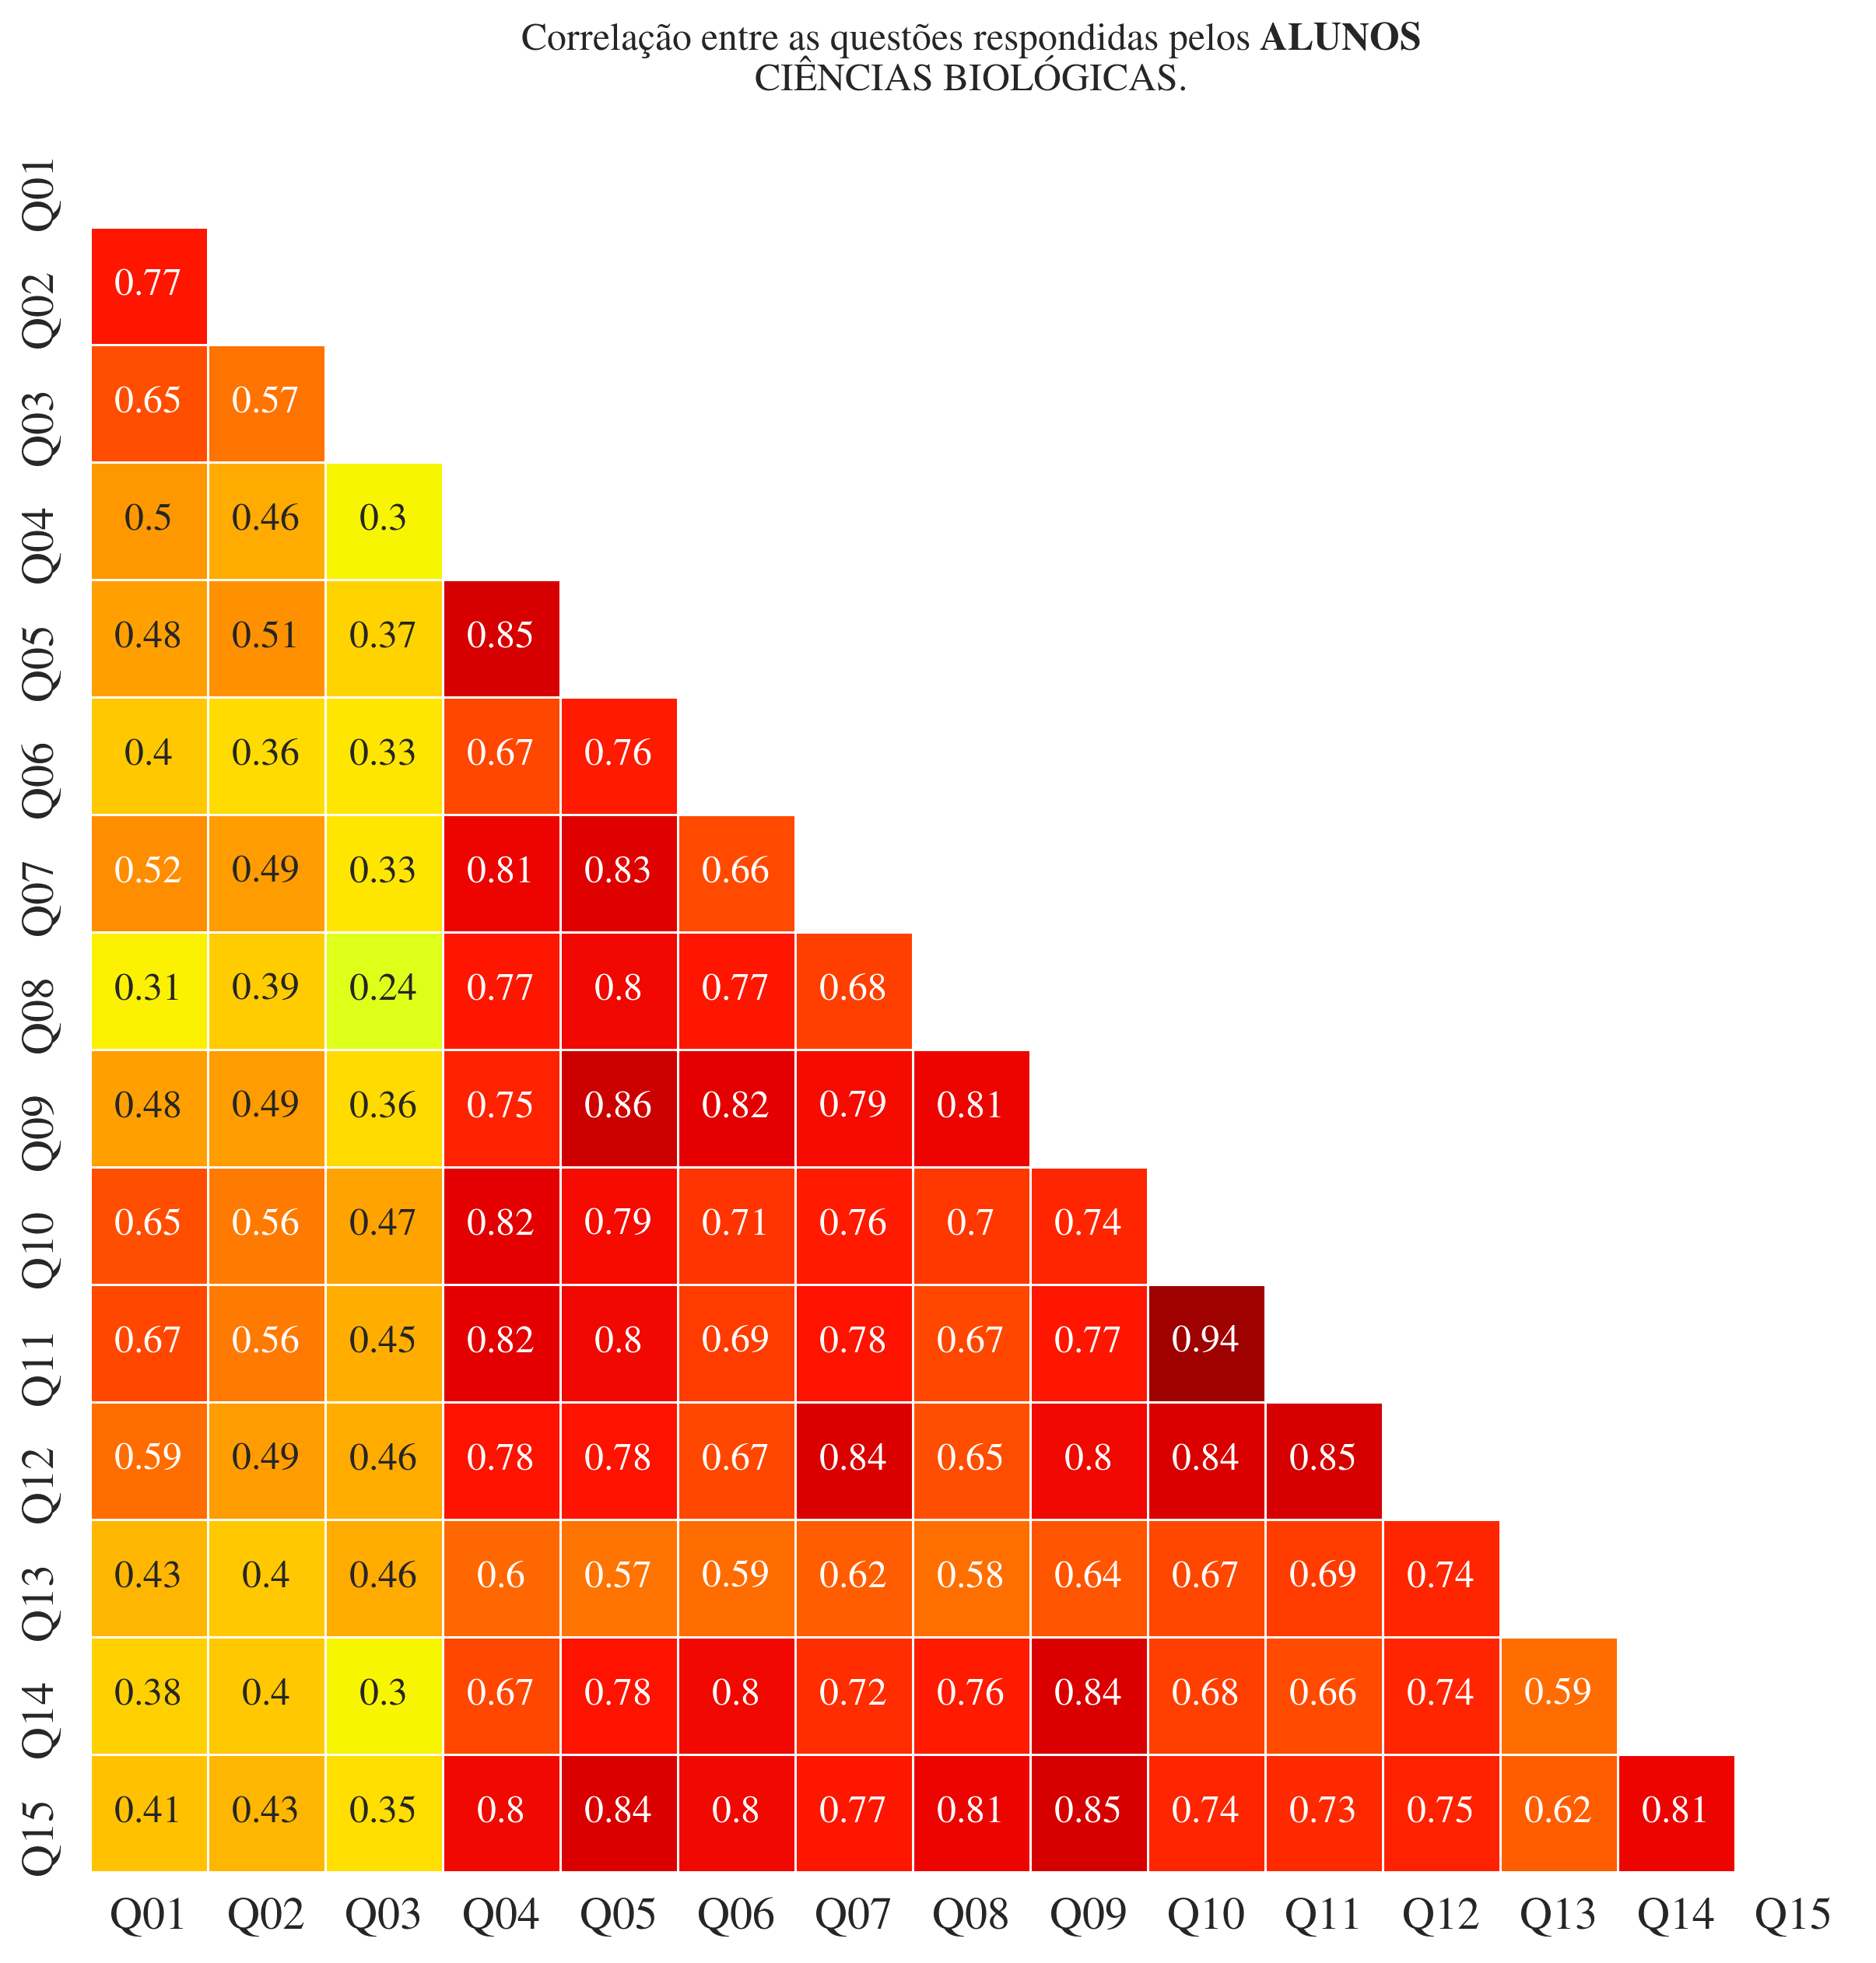 Correlação entre as questões respondidas pelos ALUNOS
CIÊNCIAS BIOLÓGICAS.
Q01
Q02 0.77
Q03 0.65 0.57
Q04 0.5 0.46 0.3
Q05 0.48 0.51 0.37 0.85
Q06 0.4 0.36 0.33 0.67 0.76
Q07 0.52 0.49 0.33 0.81 0.83 0.66
Q08 0.31 0.39 0.24 0.77 0.8 0.77 0.68
Q09 0.48 0.49 0.36 0.75 0.86 0.82 0.79 0.81
Q10 0.65 0.56 0.47 0.82 0.79 0.71 0.76 0.7 0.74
Q11 0.67 0.56 0.45 0.82 0.8 0.69 0.78 0.67 0.77 0.94
Q12 0.59 0.49 0.46 0.78 0.78 0.67 0.84 0.65 0.8 0.84 0.85
Q13 0.43 0.4 0.46 0.6 0.57 0.59 0.62 0.58 0.64 0.67 0.69 0.74
Q14 0.38 0.4 0.3 0.67 0.78 0.8 0.72 0.76 0.84 0.68 0.66 0.74 0.59
Q15 0.41 0.43 0.35 0.8 0.84 0.8 0.77 0.81 0.85 0.74 0.73 0.75 0.62 0.81
Q01 Q02 Q03 Q04 Q05 Q06 Q07 Q08 Q09 Q10 Q11 Q12 Q13 Q14 Q15